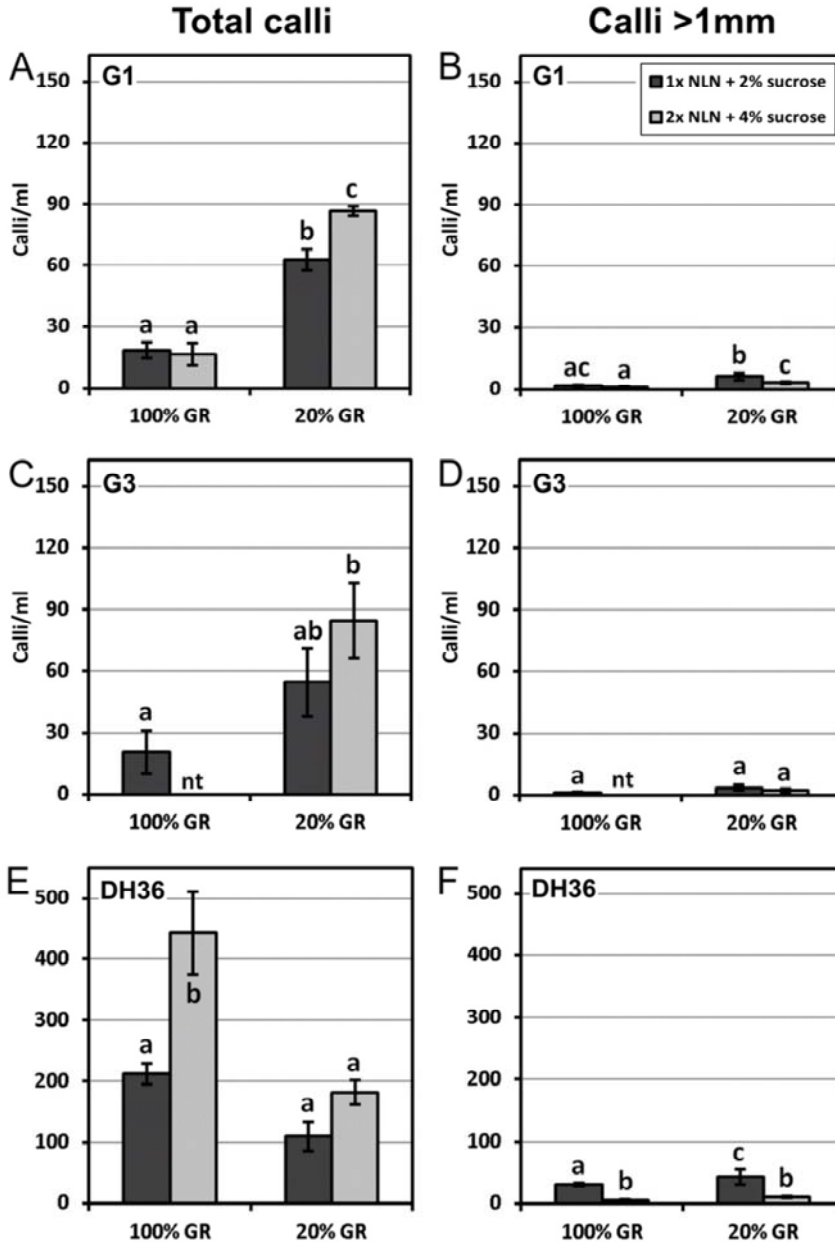 Total calli
Calli >1mm
A
G1
150
120
90
60
30
0
Calli/ml
a
a
b
c
100% GR
20% GR
B
G1
1x NLN + 2% sucrose
2x NLN + 4% sucrose
150
120
90
60
30
0
Calli/ml
ac
a
b
c
100% GR
20% GR
C
G3
150
120
90
60
30
0
Calli/ml
a
nt
ab
b
100% GR
20% GR
D
G3
150
120
90
60
30
0
Calli/ml
a
nt
a
a
100% GR
20% GR
E
DH36
500
400
300
200
100
0
a
b
a
a
100% GR
20% GR
F
DH36
500
400
300
200
100
0
a
b
c
b
100% GR
20% GR